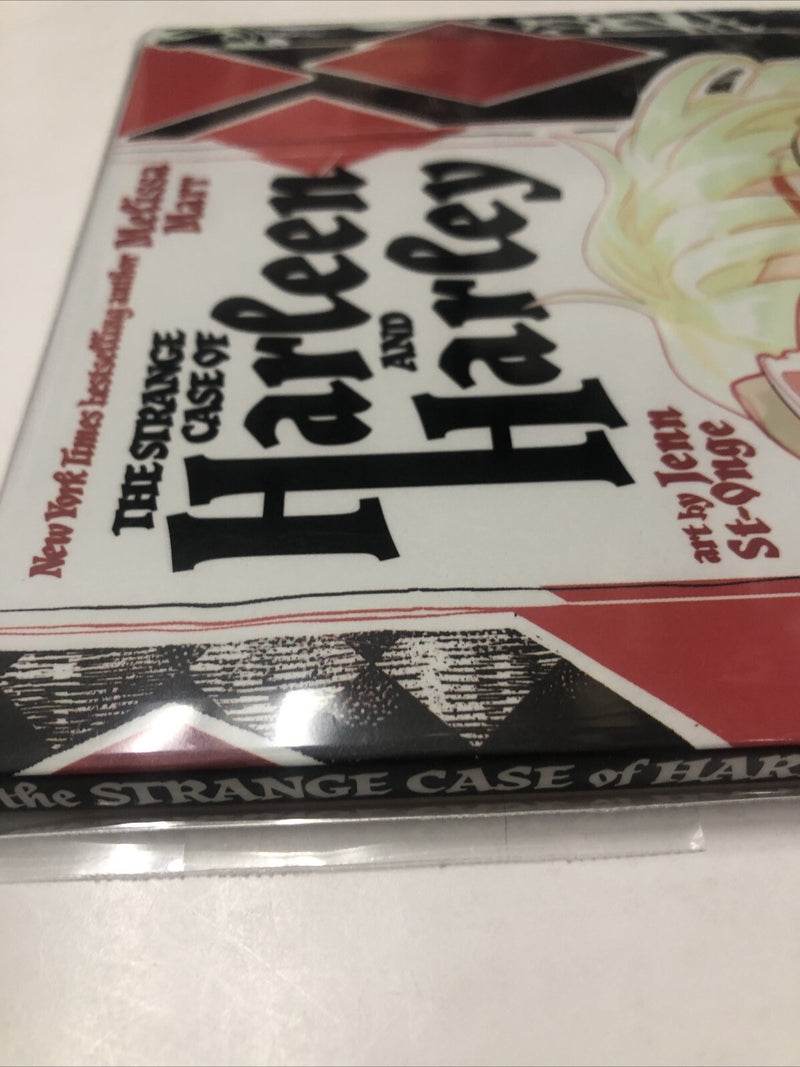 New York Times bestselling author Melissa
Marr
THE STRANGE
CASE OF
Harleen
AND
Harley
art by Jenn
St-Onge
the STRANGE CASE of HAR